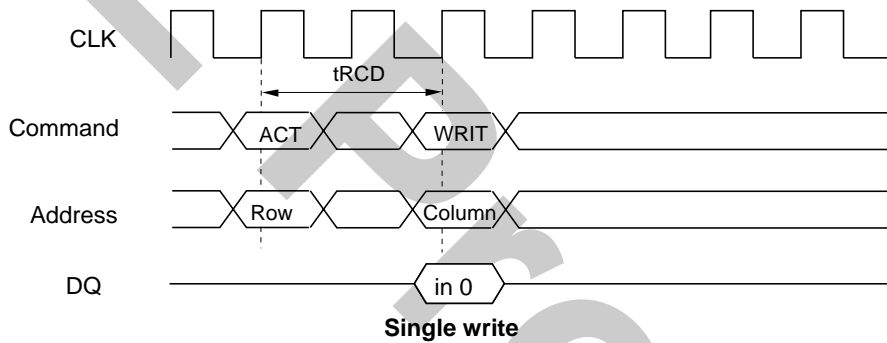 CLK
tRCD
Command ACT WRIT
Address Row Column
DQ in 0
Single write